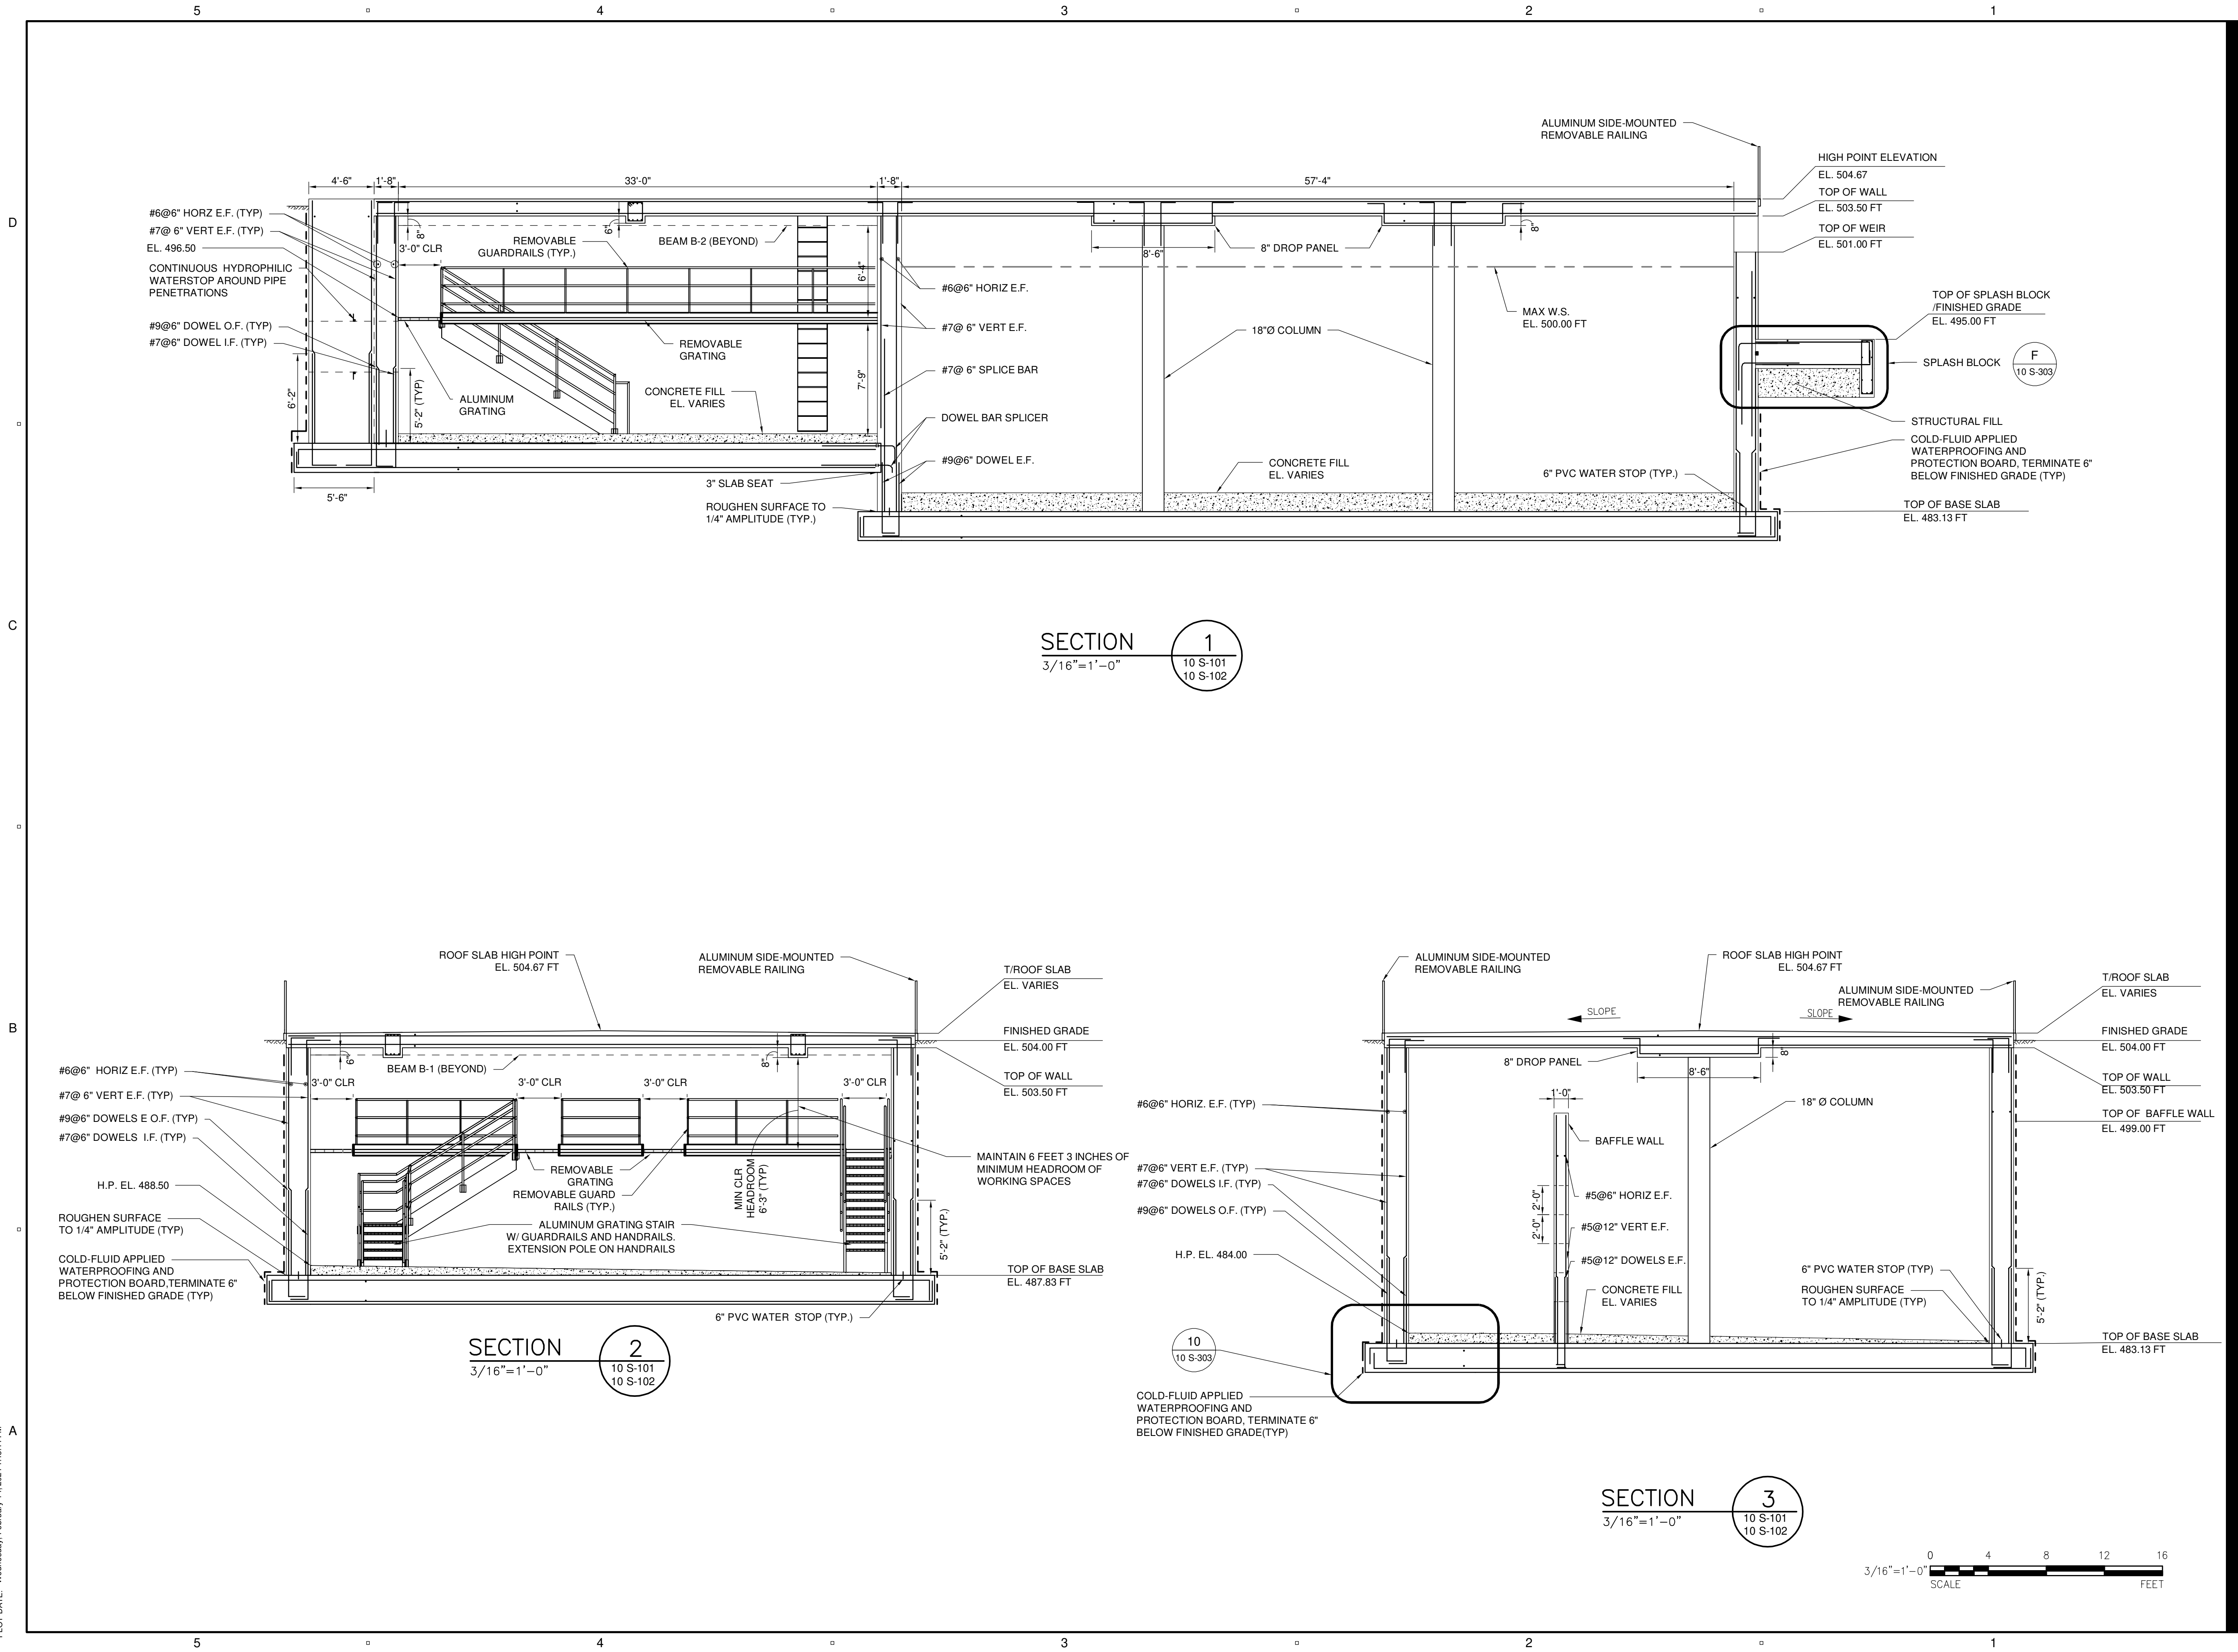 5 4 3 2 1
D
C
B
A
ALUMINUM SIDE-MOUNTED
REMOVABLE RAILING
HIGH POINT ELEVATION
EL. 504.67
TOP OF WALL
EL. 503.50 FT
TOP OF WEIR
EL. 501.00 FT
4'-6" 1'-8" 33'-0" 1'-8" 57'-4"
#6@6" HORZ E.F. (TYP)
#7@ 6" VERT E.F. (TYP)
EL. 496.50
CONTINUOUS HYDROPHILIC
WATERSTOP AROUND PIPE
PENETRATIONS
#9@6" DOWEL O.F. (TYP)
#7@6" DOWEL I.F. (TYP)
8"
3'-0" CLR
REMOVABLE
GUARDRAILS (TYP.)
6"
BEAM B-2 (BEYOND)
6'-4"
7'-9"
8'-6"
8" DROP PANEL
8"
#6@6" HORIZ E.F.
#7@ 6" VERT E.F.
MAX W.S.
EL. 500.00 FT
18"Ø COLUMN
REMOVABLE
GRATING
#7@ 6" SPLICE BAR
CONCRETE FILL
EL. VARIES
ALUMINUM
GRATING
6'-2"
5'-2" (TYP)
5'-6"
DOWEL BAR SPLICER
#9@6" DOWEL E.F.
3" SLAB SEAT
ROUGHEN SURFACE TO
1/4" AMPLITUDE (TYP.)
CONCRETE FILL
EL. VARIES
6" PVC WATER STOP (TYP.)
TOP OF SPLASH BLOCK
/FINISHED GRADE
EL. 495.00 FT
SPLASH BLOCK
F
10 S-303
STRUCTURAL FILL
COLD-FLUID APPLIED
WATERPROOFING AND
PROTECTION BOARD, TERMINATE 6"
BELOW FINISHED GRADE (TYP)
TOP OF BASE SLAB
EL. 483.13 FT
SECTION
3/16"=1'-0"
1
10 S-101
10 S-102
ROOF SLAB HIGH POINT
EL. 504.67 FT
ALUMINUM SIDE-MOUNTED
REMOVABLE RAILING
T/ROOF SLAB
EL. VARIES
FINISHED GRADE
EL. 504.00 FT
TOP OF WALL
EL. 503.50 FT
6"
8"
BEAM B-1 (BEYOND)
#6@6" HORIZ E.F. (TYP)
#7@ 6" VERT E.F. (TYP)
#9@6" DOWELS E O.F. (TYP)
#7@6" DOWELS I.F. (TYP)
H.P. EL. 488.50
ROUGHEN SURFACE
TO 1/4" AMPLITUDE (TYP)
COLD-FLUID APPLIED
WATERPROOFING AND
PROTECTION BOARD,TERMINATE 6"
BELOW FINISHED GRADE (TYP)
3'-0" CLR 3'-0" CLR 3'-0" CLR 3'-0" CLR
MAINTAIN 6 FEET 3 INCHES OF
MINIMUM HEADROOM OF
WORKING SPACES
REMOVABLE
GRATING
REMOVABLE GUARD
RAILS (TYP.)
MIN CLR
HEADROOM
6'-3" (TYP)
ALUMINUM GRATING STAIR
W/ GUARDRAILS AND HANDRAILS.
EXTENSION POLE ON HANDRAILS
5'-2" (TYP.)
TOP OF BASE SLAB
EL. 487.83 FT
6" PVC WATER STOP (TYP.)
SECTION
3/16"=1'-0"
2
10 S-101
10 S-102
ALUMINUM SIDE-MOUNTED
REMOVABLE RAILING
ROOF SLAB HIGH POINT
EL. 504.67 FT
ALUMINUM SIDE-MOUNTED
REMOVABLE RAILING
SLOPE SLOPE
T/ROOF SLAB
EL. VARIES
FINISHED GRADE
EL. 504.00 FT
TOP OF WALL
EL. 503.50 FT
TOP OF BAFFLE WALL
EL. 499.00 FT
8" DROP PANEL
8"
8'-6"
1'-0"
#6@6" HORIZ. E.F. (TYP)
18" Ø COLUMN
BAFFLE WALL
#7@6" VERT E.F. (TYP)
#7@6" DOWELS I.F. (TYP)
#9@6" DOWELS O.F. (TYP)
H.P. EL. 484.00
2'-0"
2'-0"
#5@6" HORIZ E.F.
#5@12" VERT E.F.
#5@12" DOWELS E.F.
CONCRETE FILL
EL. VARIES
6" PVC WATER STOP (TYP)
ROUGHEN SURFACE
TO 1/4" AMPLITUDE (TYP)
5'-2" (TYP.)
TOP OF BASE SLAB
EL. 483.13 FT
10
10 S-303
COLD-FLUID APPLIED
WATERPROOFING AND
PROTECTION BOARD, TERMINATE 6"
BELOW FINISHED GRADE(TYP)
SECTION
3/16"=1'-0"
3
10 S-101
10 S-102
0 4 8 12 16
3/16"=1'-0"
SCALE FEET
5 4 3 2 1